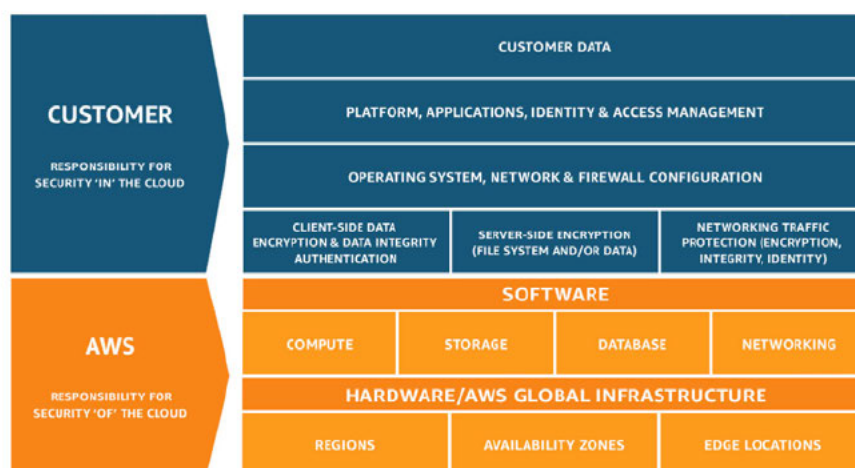 CUSTOMER
RESPONSIBILITY FOR
SECURITY 'IN' THE CLOUD
CUSTOMER DATA
PLATFORM, APPLICATIONS, IDENTITY & ACCESS MANAGEMENT
OPERATING SYSTEM, NETWORK & FIREWALL CONFIGURATION
CLIENT-SIDE DATA
ENCRYPTION & DATA INTEGRITY
AUTHENTICATION
SERVER-SIDE ENCRYPTION
(FILE SYSTEM AND/OR DATA)
NETWORKING TRAFFIC
PROTECTION (ENCRYPTION,
INTEGRITY, IDENTITY)
AWS
RESPONSIBILITY FOR
SECURITY 'OF' THE CLOUD
SOFTWARE
COMPUTE
STORAGE
DATABASE
NETWORKING
HARDWARE/AWS GLOBAL INFRASTRUCTURE
REGIONS
AVAILABILITY ZONES
EDGE LOCATIONS